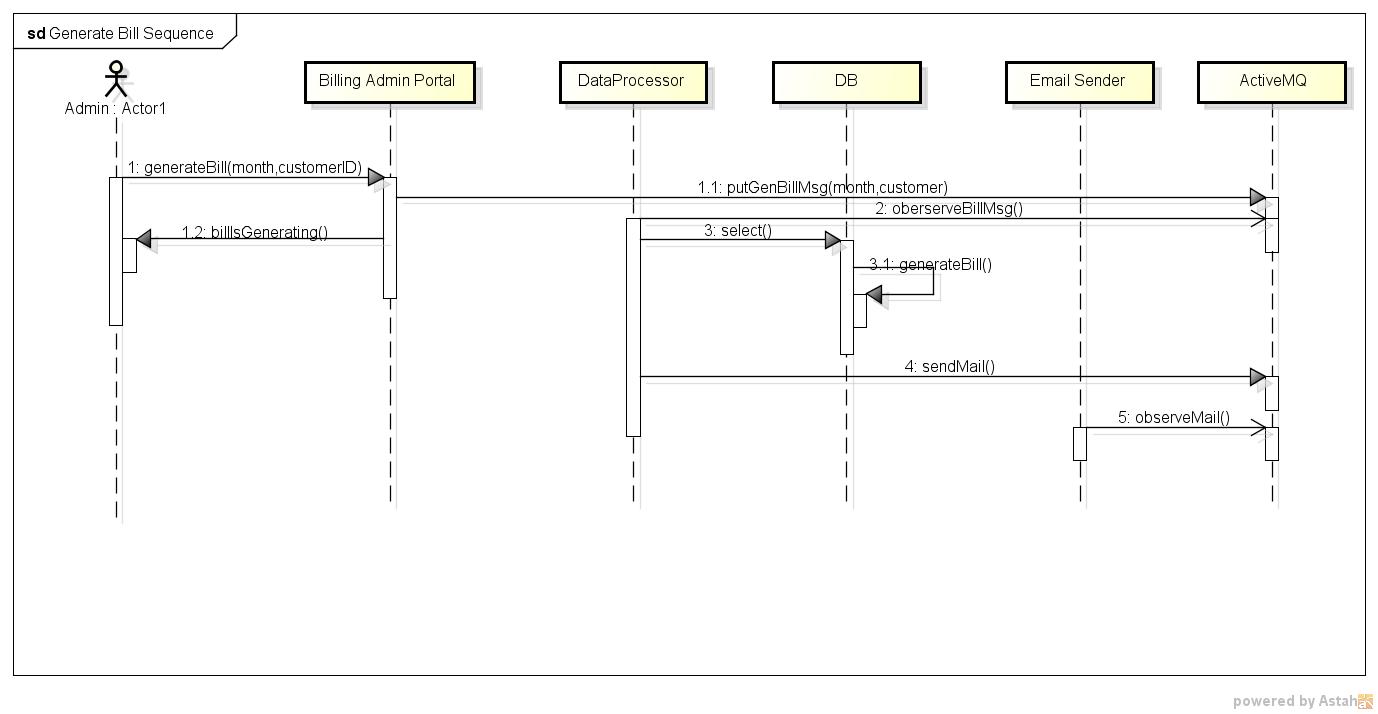 sd Generate Bill Sequence
Billing Admin Portal
DataProcessor
DB
Email Sender
ActiveMQ
Admin : Actor1
1: generateBill(month,customerID)
1.1: putGenBillMsg(month,customer)
2: oberserveBillMsg()
1.2: billIsGenerating()
3: select()
3.1: generateBill()
4: sendMail()
5: observeMail()
powered by Astah